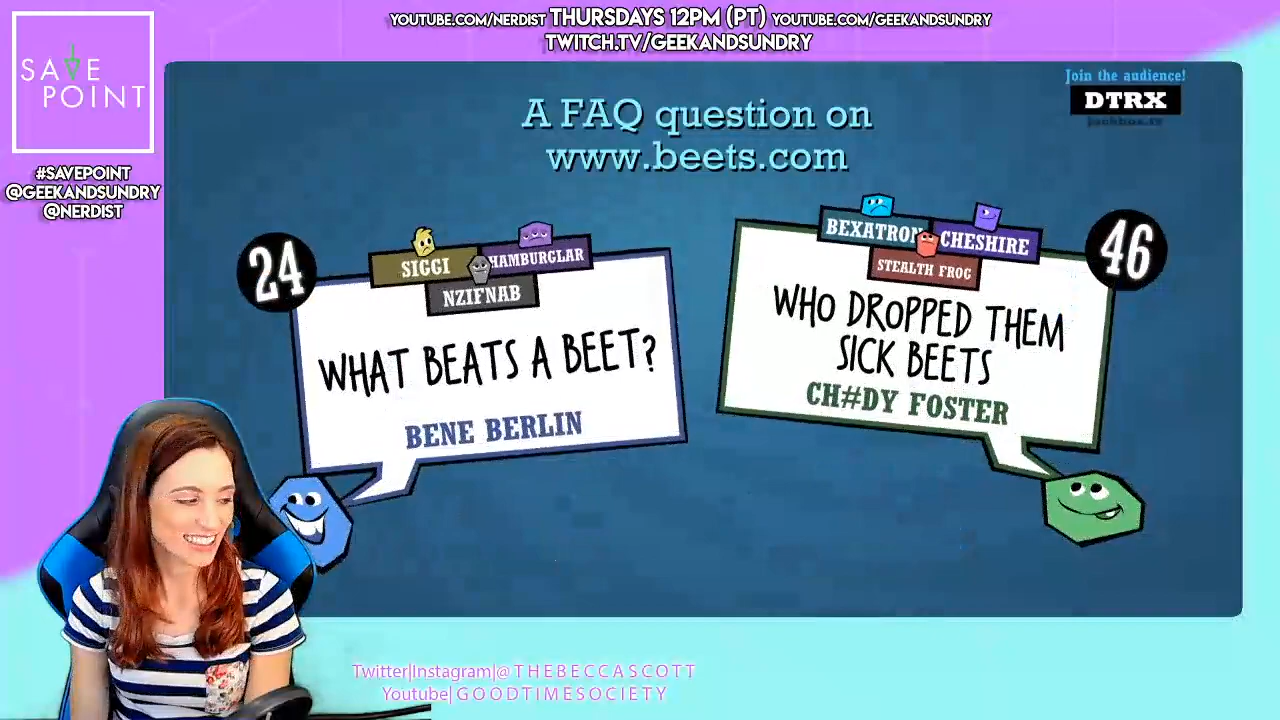 YOUTUBE.COM/NERDIST THURSDAYS 12PM (PT) YOUTUBE.COM/GEEKANDSUNDRY
TWITCH.TV/GEEKANDSUNDRY
SAVE
POINT
#SAVEPOINT
@GEEKANDSUNDRY
@NERDIST
Join the audience!
DTRX
jackbox.tv
A FAQ question on
www.beets.com
24
SIGGI
HAMBURGLAR
NZIFNAB
WHAT BEATS A BEET?
BENE BERLIN
BEXATRON
CHESHIRE
STEALTH FROG
46
WHO DROPPED THEM
SICK BEETS
CH#DY FOSTER
Twitter|Instagram|@THEBECCASCOTT
Youtube|GOODTIMESOCIETY